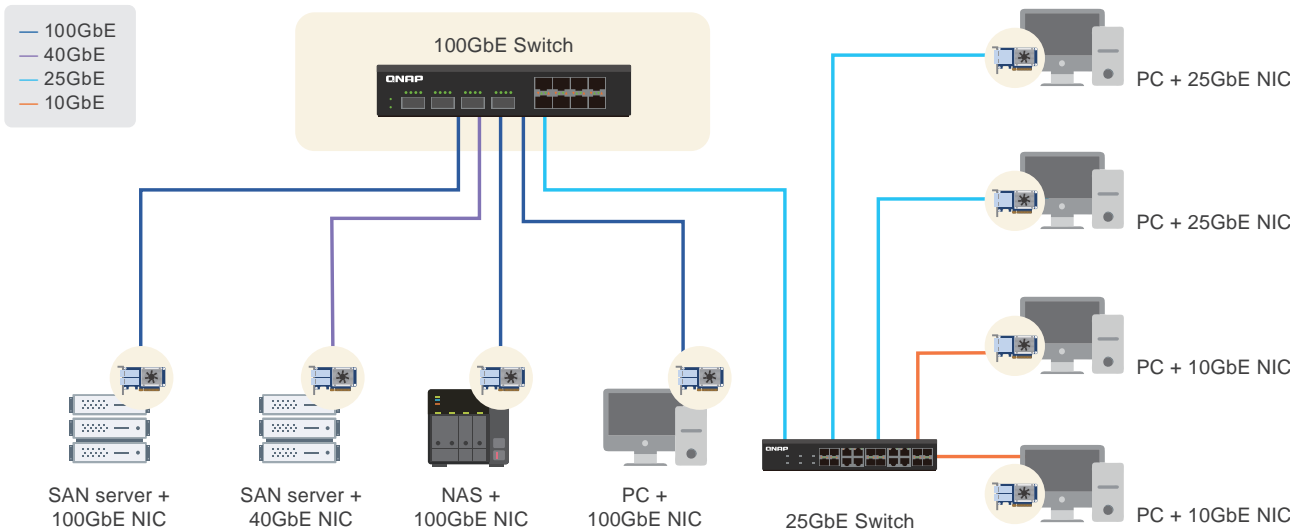 100GbE
40GbE
25GbE
10GbE
100GbE Switch
QNAP
PC + 25GbE NIC
PC + 25GbE NIC
PC + 10GbE NIC
PC + 10GbE NIC
SAN server +
100GbE NIC
SAN server +
40GbE NIC
NAS +
100GbE NIC
PC +
100GbE NIC
QNAP
25GbE Switch